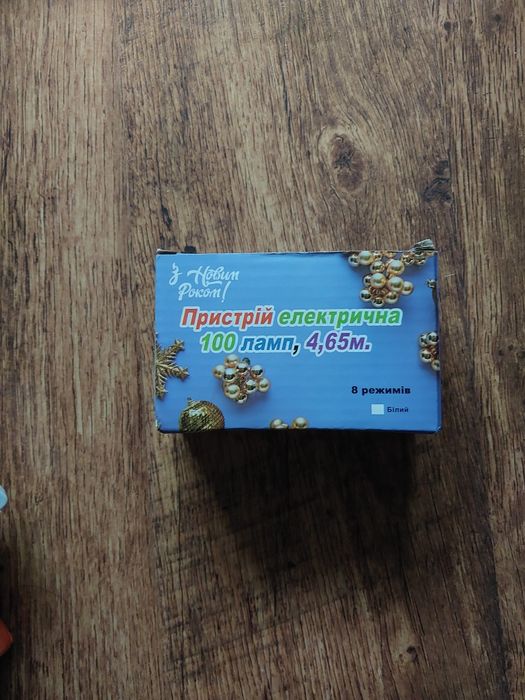 З Новим
Роком!
Пристрій електрична
100 ламп, 4,65м.
8 режимів
Білий